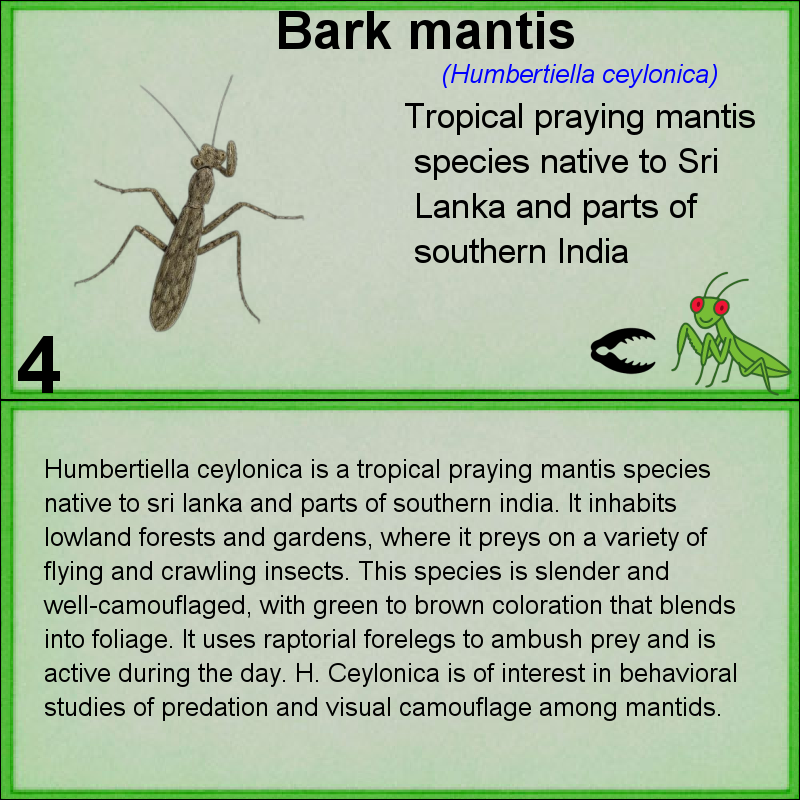 Bark mantis
(Humbertiella ceylonica)
Tropical praying mantis
species native to Sri
Lanka and parts of
southern India
4
Humbertiella ceylonica is a tropical praying mantis species
native to sri lanka and parts of southern india. It inhabits
lowland forests and gardens, where it preys on a variety of
flying and crawling insects. This species is slender and
well-camouflaged, with green to brown coloration that blends
into foliage. It uses raptorial forelegs to ambush prey and is
active during the day. H. Ceylonica is of interest in behavioral
studies of predation and visual camouflage among mantids.